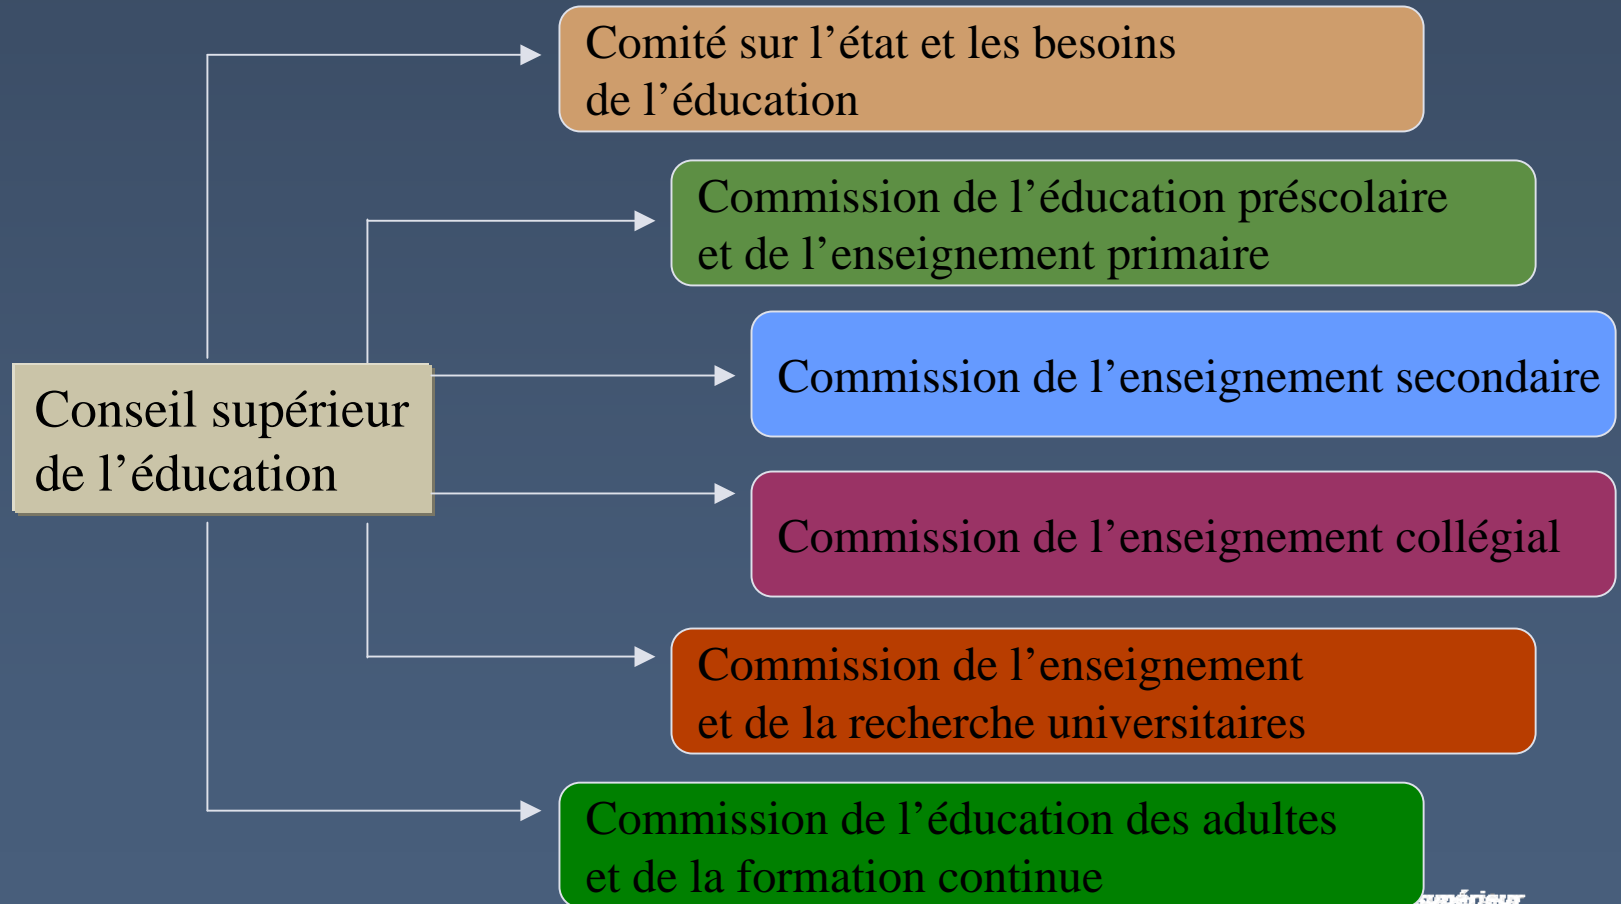 Comité sur l’état et les besoins
de l’éducation
Commission de l’éducation préscolaire
et de l’enseignement primaire
Commission de l’enseignement secondaire
Conseil supérieur
de l’éducation
Commission de l’enseignement collégial
Commission de l’enseignement
et de la recherche universitaires
Commission de l’éducation des adultes
et de la formation continue